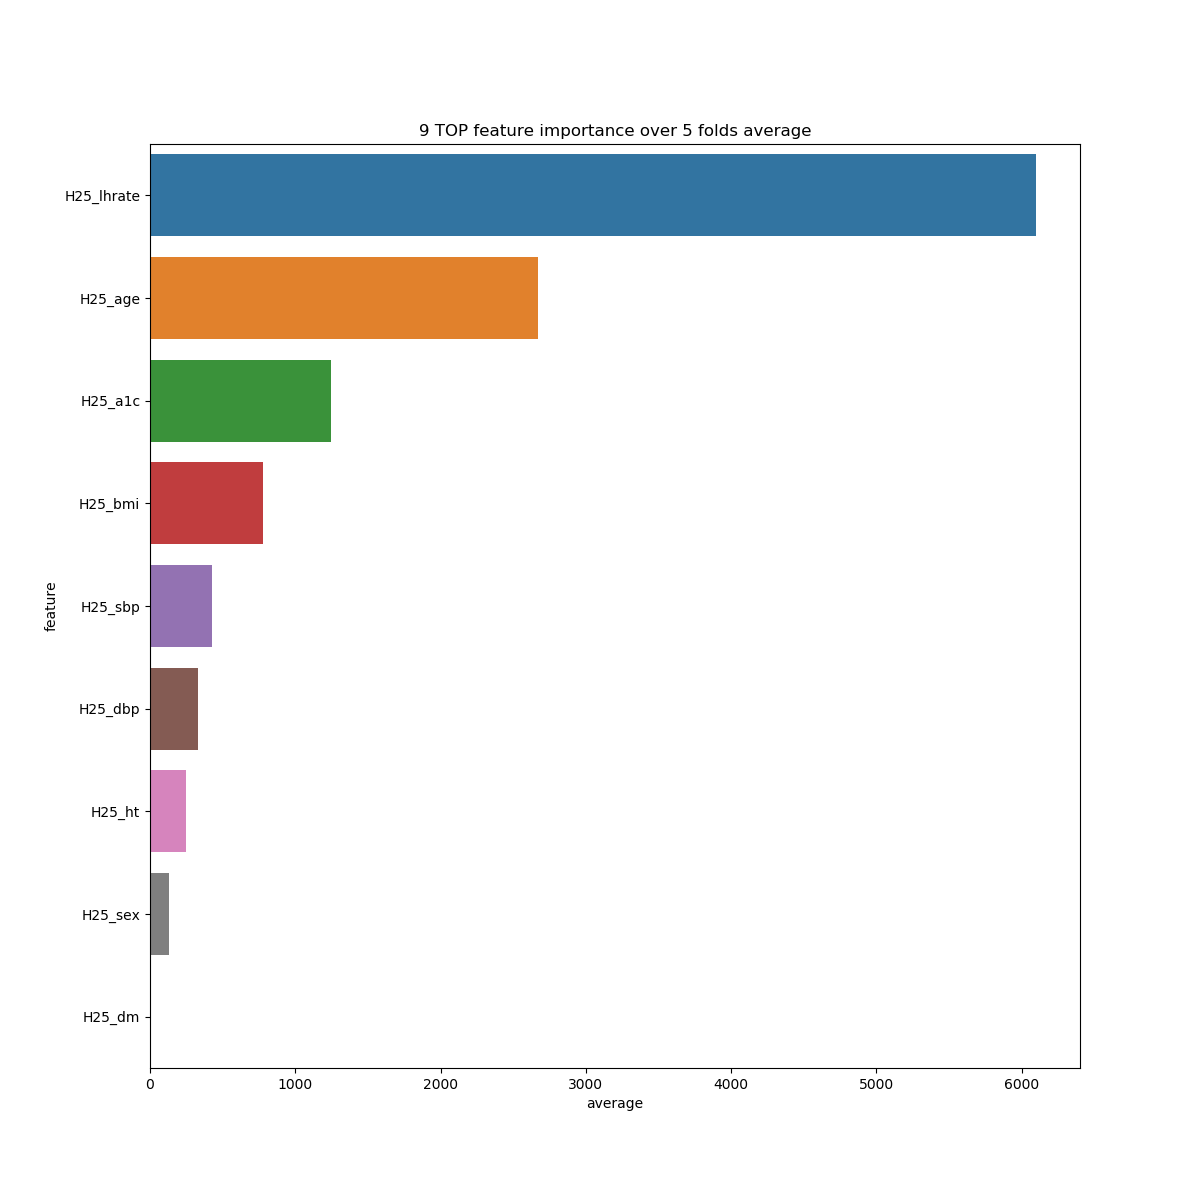 9 TOP feature importance over 5 folds average
H25_lhrate
H25_age
H25_a1c
H25_bmi
H25_sbp
H25_dbp
H25_ht
H25_sex
H25_dm
feature
0 1000 2000 3000 4000 5000 6000
average